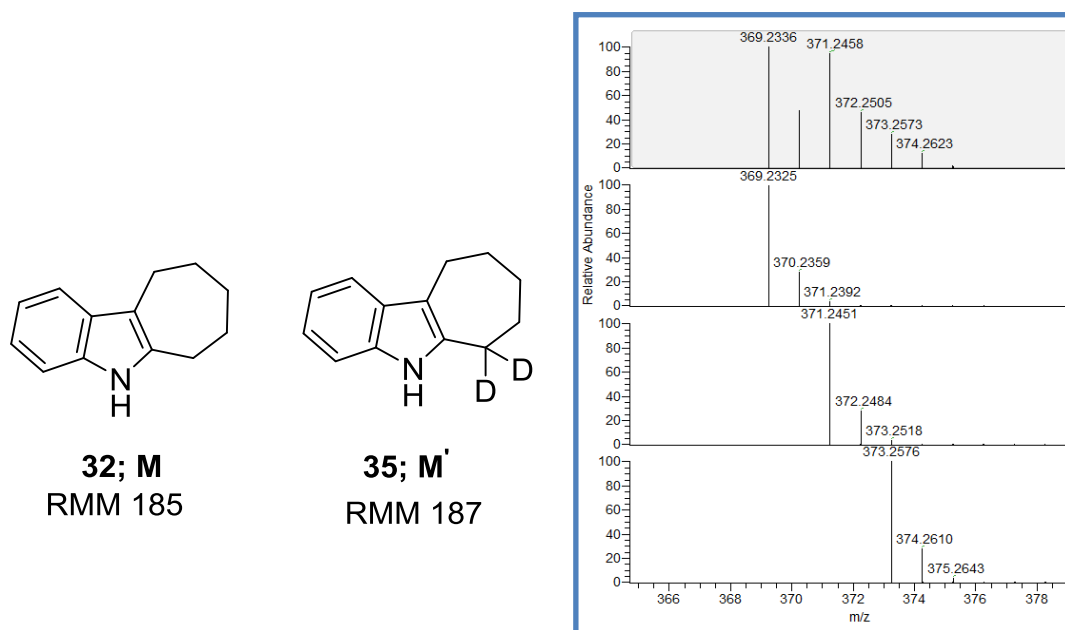 N
H
32; M
RMM 185
N
H
D
D
35; M'
RMM 187
Relative Abundance
100
80
60
40
20
0
369.2336
371.2458
372.2505
373.2573
374.2623
100
80
60
40
20
0
369.2325
370.2359
371.2392
100
80
60
40
20
0
371.2451
372.2484
373.2518
100
80
60
40
20
0
373.2576
374.2610
375.2643
366 368 370 372 374 376 378
m/z